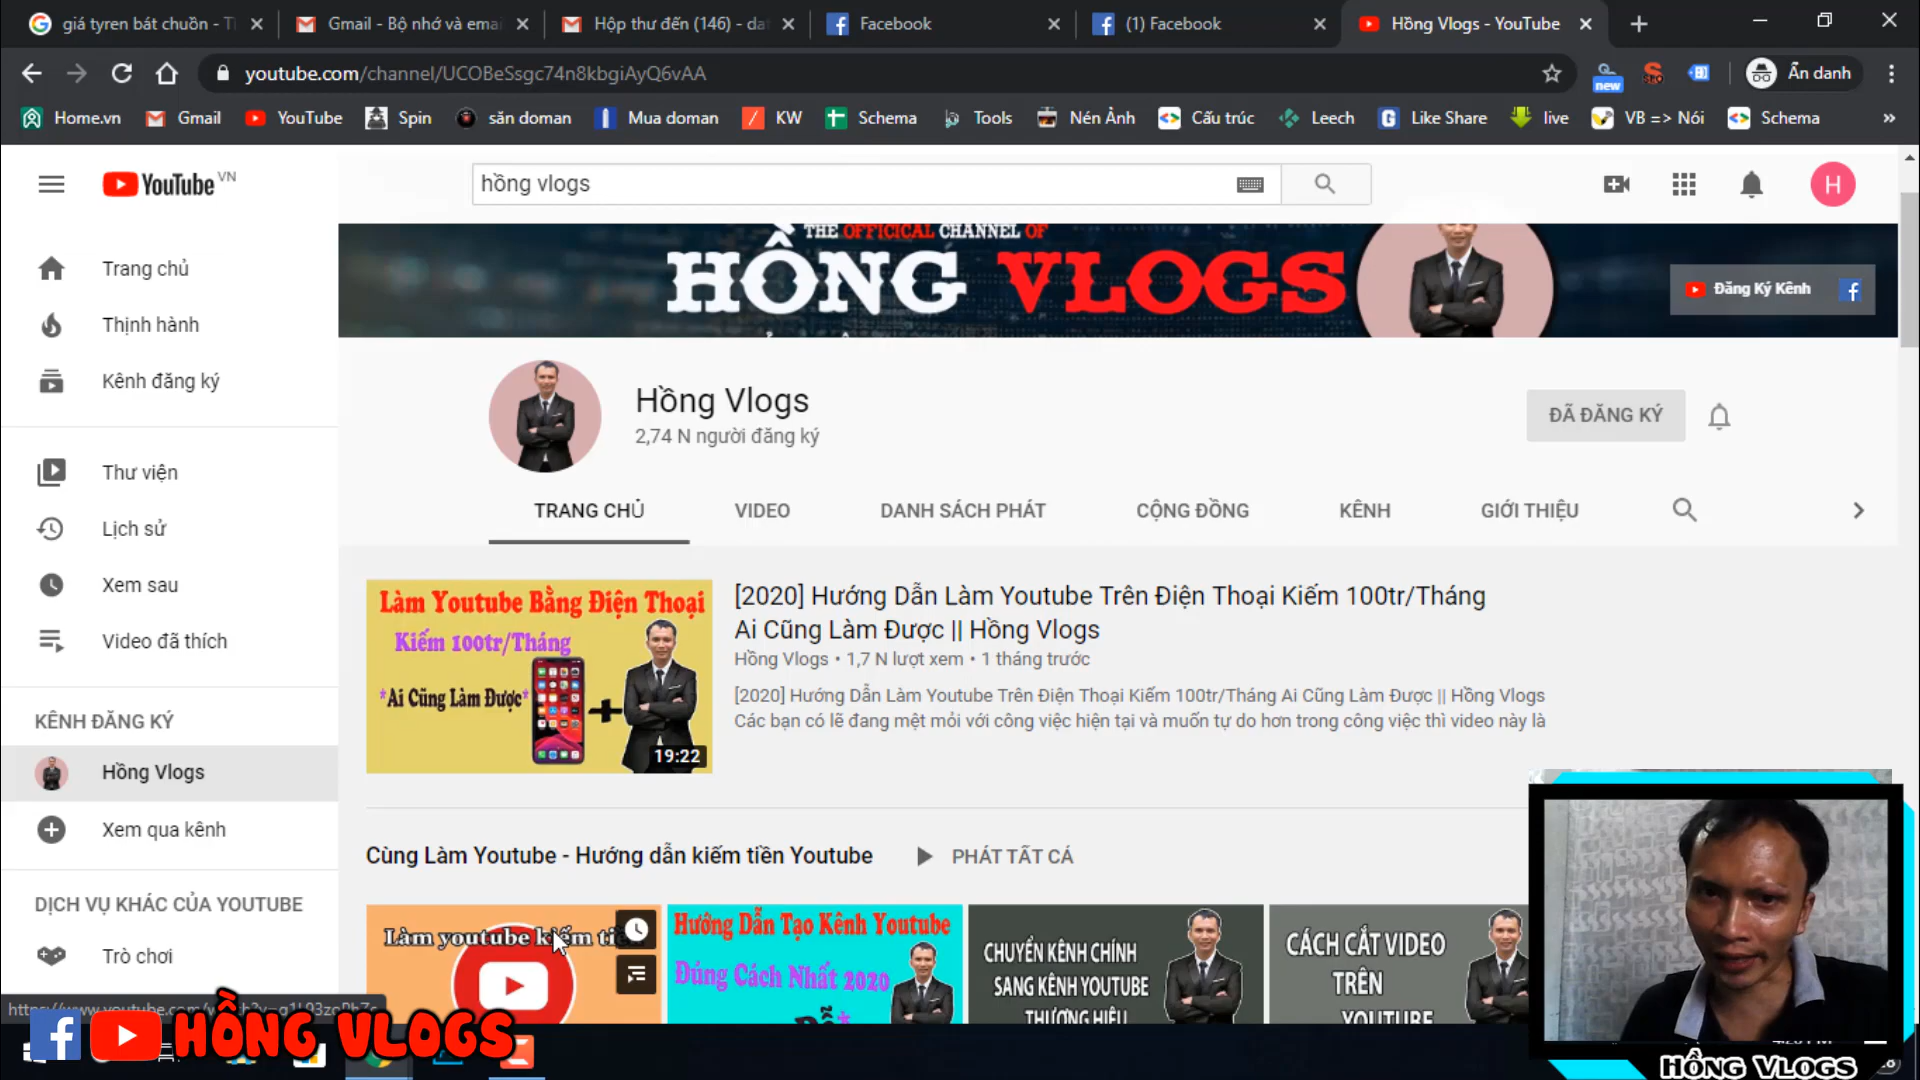 giá tyren bát chuồn - T
Gmail - Bộ nhớ và emai
Hộp thư đến (146) - dat
Facebook
(1) Facebook
Hồng Vlogs - YouTube
youtube.com/channel/UCOBeSsgc74n8kbgiAyQ6vAA
new
Ẩn danh
Home.vn
Gmail
YouTube
Spin
săn doman
Mua doman
KW
Schema
Tools
Nén Ảnh
Cấu trúc
Leech
Like Share
live
VB => Nói
Schema
YouTube VN
hồng vlogs
H
THE OFFICICAL CHANNEL OF
HỒNG VLOGS
Đăng Ký Kênh
Trang chủ
Thịnh hành
Kênh đăng ký
Thư viện
Lịch sử
Xem sau
Video đã thích
KÊNH ĐĂNG KÝ
Hồng Vlogs
Xem qua kênh
DỊCH VỤ KHÁC CỦA YOUTUBE
Trò chơi
Hồng Vlogs
2,74 N người đăng ký
ĐÃ ĐĂNG KÝ
TRANG CHỦ
VIDEO
DANH SÁCH PHÁT
CỘNG ĐỒNG
KÊNH
GIỚI THIỆU
Làm Youtube Bằng Điện Thoại
Kiếm 100tr/Tháng
*Ai Cũng Làm Được*
19:22
[2020] Hướng Dẫn Làm Youtube Trên Điện Thoại Kiếm 100tr/Tháng
Ai Cũng Làm Được || Hồng Vlogs
Hồng Vlogs • 1,7 N lượt xem • 1 tháng trước
[2020] Hướng Dẫn Làm Youtube Trên Điện Thoại Kiếm 100tr/Tháng Ai Cũng Làm Được || Hồng Vlogs
Các bạn có lẽ đang mệt mỏi với công việc hiện tại và muốn tự do hơn trong công việc thì video này là
Cùng Làm Youtube - Hướng dẫn kiếm tiền Youtube
PHÁT TẤT CẢ
Làm youtube kiếm
Hướng Dẫn Tạo Kênh Youtube
Đúng Cách Nhất 2020
CHUYỂN KÊNH CHÍNH
SANG KÊNH YOUTUBE
THƯƠNG HIỆU
CÁCH CẮT VIDEO
TRÊN
YOUTUBE
HỒNG VLOGS
HỒNG VLOGS